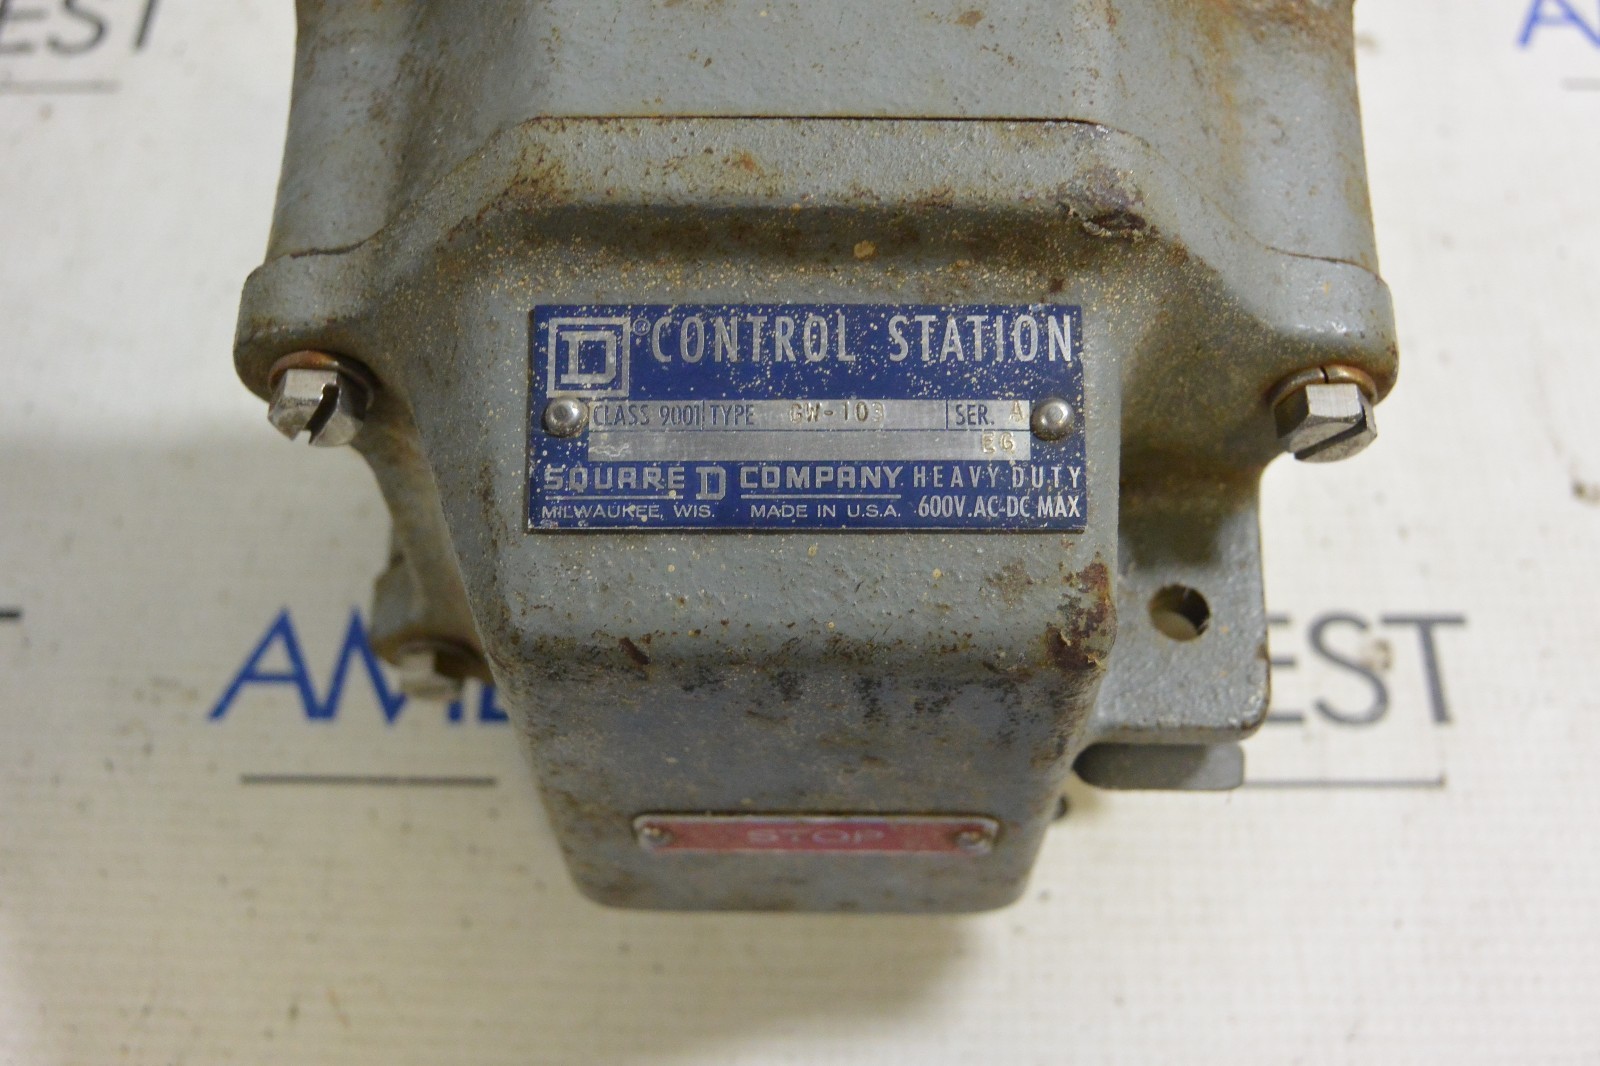 EST
D® CONTROL STATION
CLASS 9001 TYPE GW-103 SER. A
EG
SQUARE D COMPANY HEAVY DUTY
MILWAUKEE, WIS. MADE IN U.S.A. 600V. AC-DC MAX
EST
STOP